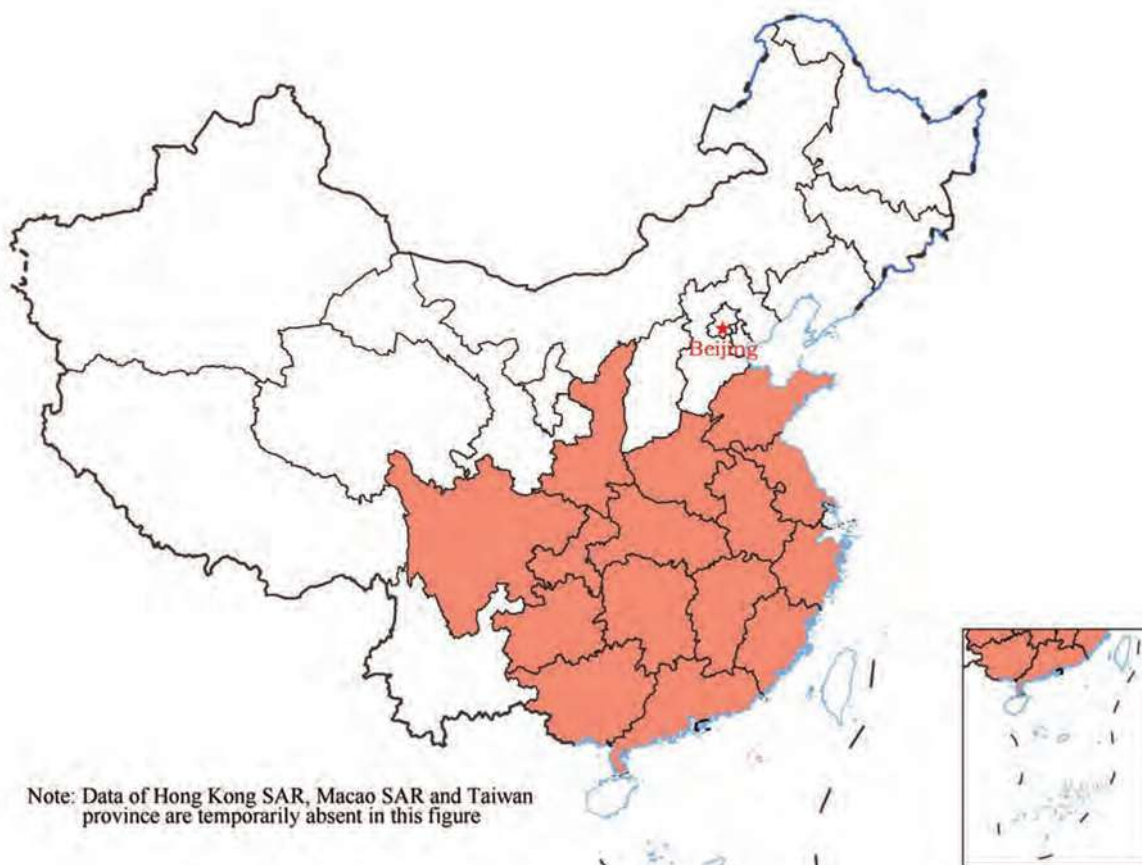 Beijing
Note: Data of Hong Kong SAR, Macao SAR and Taiwan
province are temporarily absent in this figure